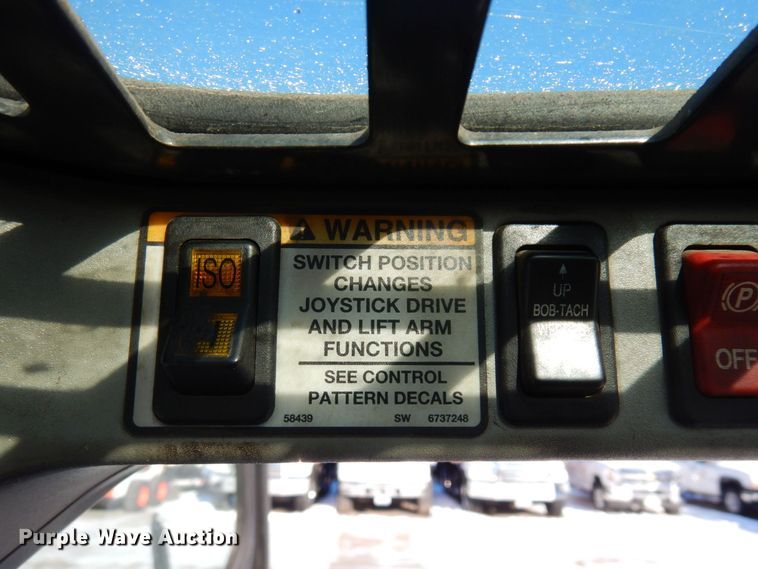 WARNING
ISO
SWITCH POSITION
CHANGES
JOYSTICK DRIVE
AND LIFT ARM
FUNCTIONS
SEE CONTROL
PATTERN DECALS
58439 SW 6737248
UP
BOB-TACH
P
OFF
Purple Wave Auction